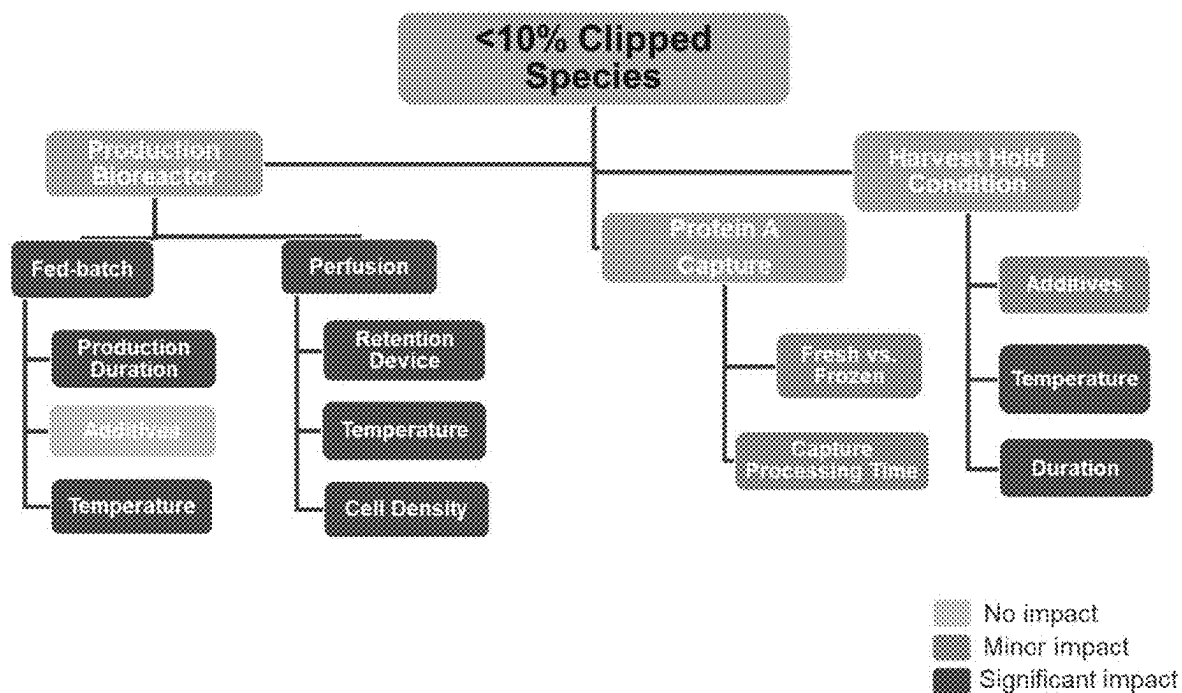 <10% Clipped
Species
Production
Bioreactor
Harvest Hold
Condition
Protein A
Capture
Fed-batch
Perfusion
Additives
Production
Duration
Retention
Device
Fresh vs.
Frozen
Temperature
Additives
Temperature
Capture
Processing Time
Duration
Temperature
Cell Density
No impact
Minor impact
Significant impact